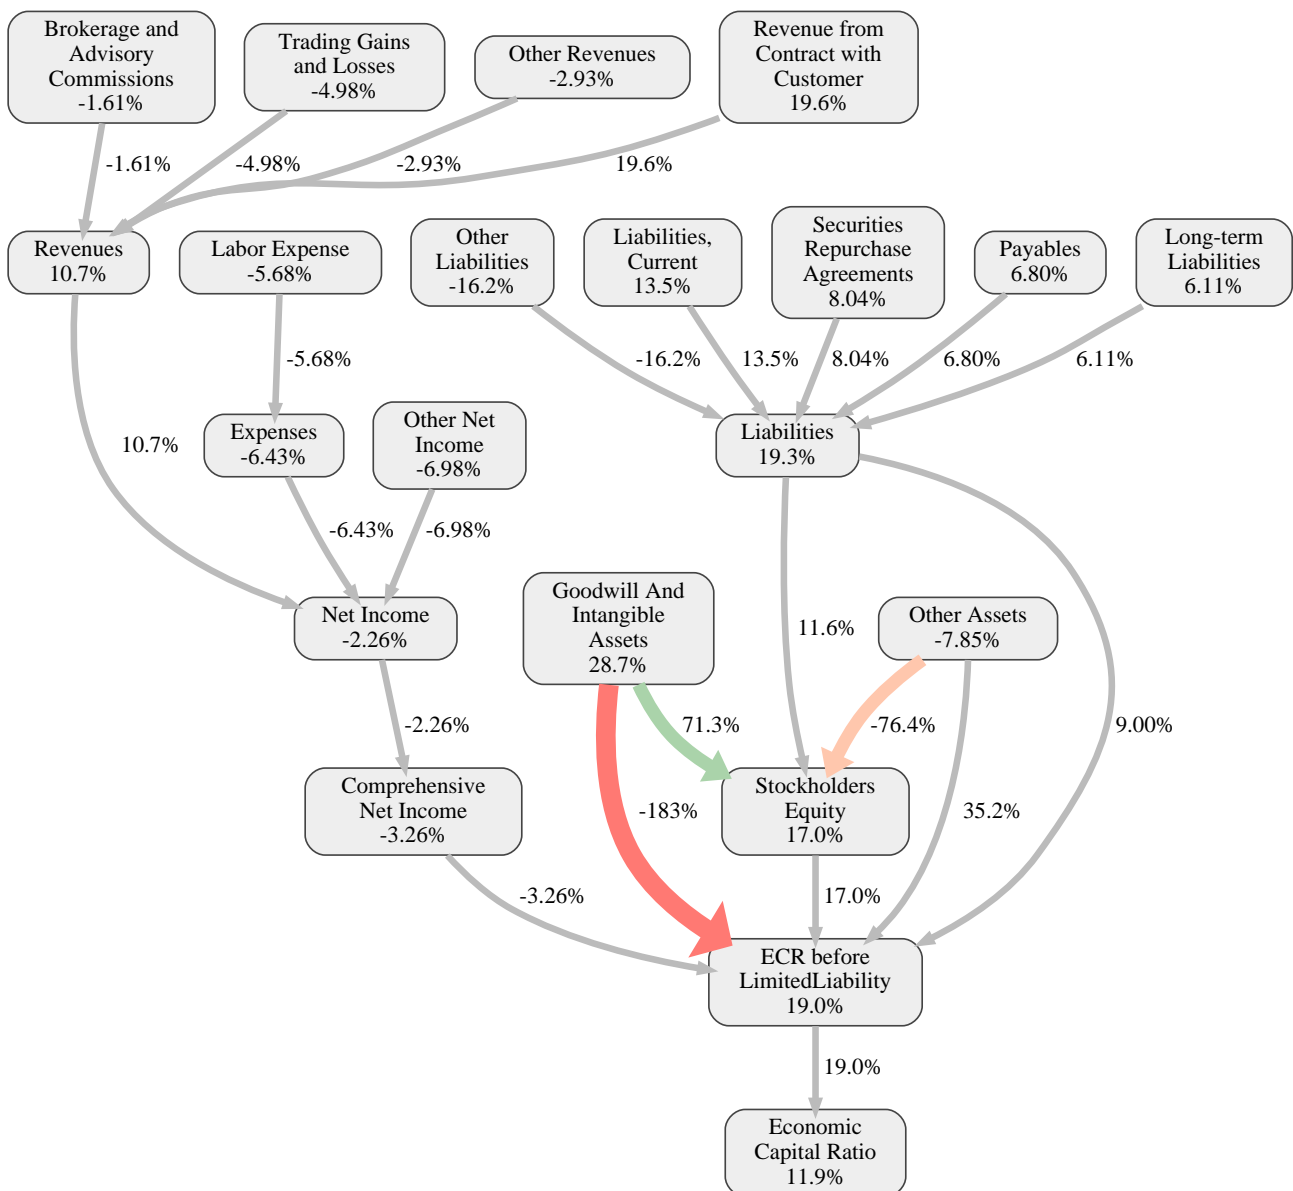 Brokerage and
Advisory
Commissions
-1.61%
Trading Gains
and Losses
-4.98%
Other Revenues
-2.93%
Revenue from
Contract with
Customer
19.6%
-1.61%
-4.98%
-2.93%
19.6%
Revenues
10.7%
Labor Expense
-5.68%
Other
Liabilities
-16.2%
Liabilities,
Current
13.5%
Securities
Repurchase
Agreements
8.04%
Payables
6.80%
Long-term
Liabilities
6.11%
-5.68%
-16.2%
13.5%
8.04%
6.80%
6.11%
10.7%
Expenses
-6.43%
Other Net
Income
-6.98%
Liabilities
19.3%
-6.43%
-6.98%
Net Income
-2.26%
Goodwill And
Intangible
Assets
28.7%
11.6%
Other Assets
-7.85%
-2.26%
71.3%
-76.4%
9.00%
Comprehensive
Net Income
-3.26%
-183%
Stockholders
Equity
17.0%
35.2%
-3.26%
17.0%
ECR before
LimitedLiability
19.0%
19.0%
Economic
Capital Ratio
11.9%